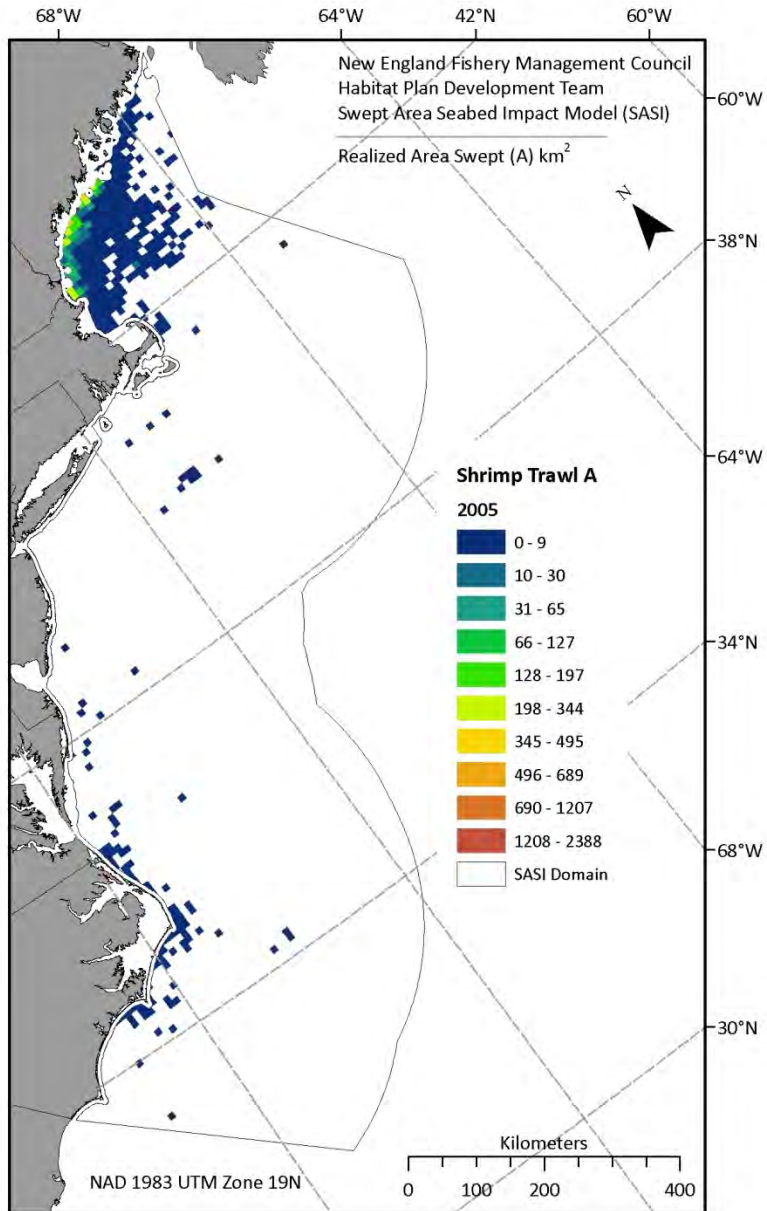 68°W 64°W 42°N 60°W
New England Fishery Management Council
Habitat Plan Development Team
Swept Area Seabed Impact Model (SASI)
Realized Area Swept (A) km²
N
60°W
38°N
64°W
34°N
68°W
30°N
Shrimp Trawl A
2005
0 - 9
10 - 30
31 - 65
66 - 127
128 - 197
198 - 344
345 - 495
496 - 689
690 - 1207
1208 - 2388
SASI Domain
Kilometers
0 100 200 400
NAD 1983 UTM Zone 19N